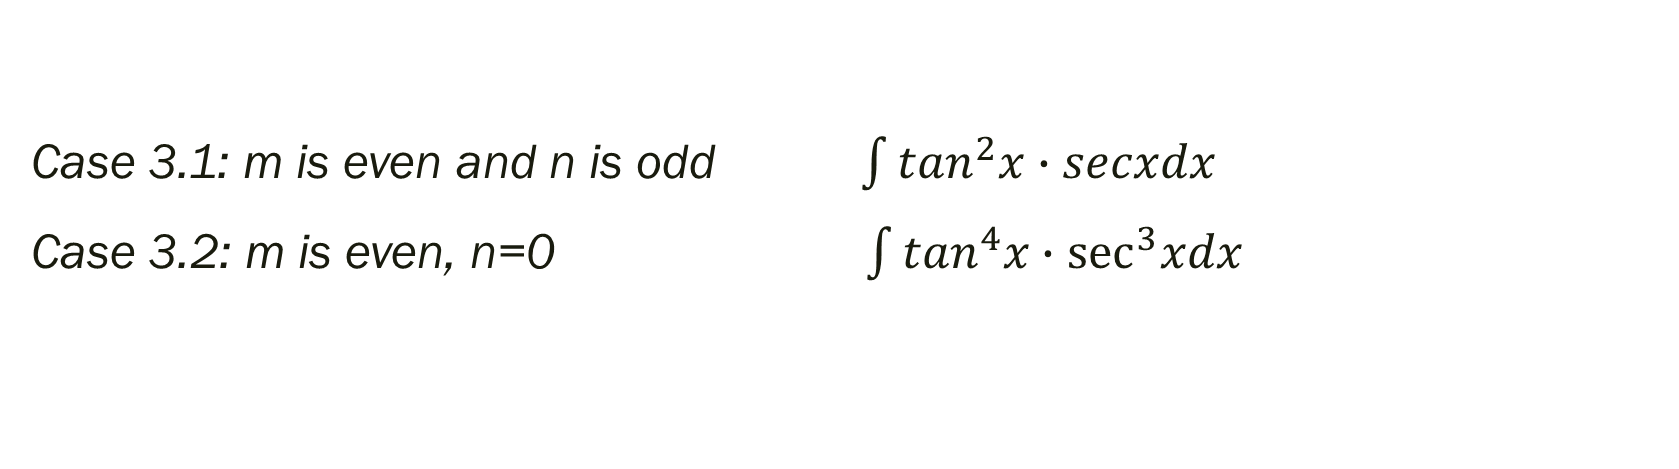 Case 3.1: m is even and n is odd ∫ tan²x · secxdx
Case 3.2: m is even, n=0 ∫ tan⁴x · sec³xdx